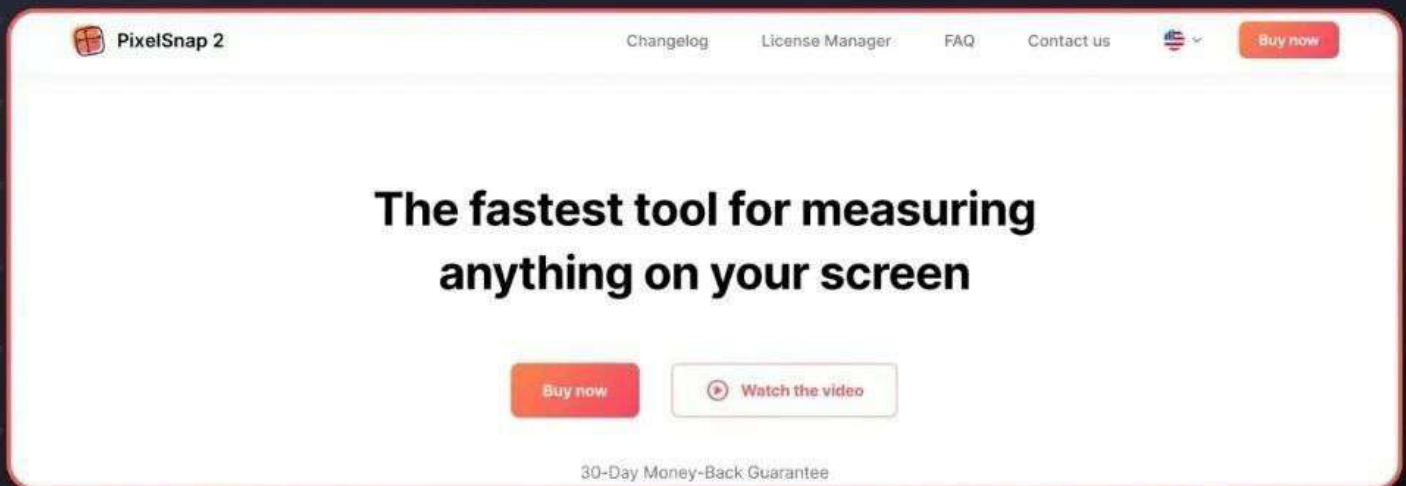 PixelSnap 2
Changelog License Manager FAQ Contact us Buy now
The fastest tool for measuring
anything on your screen
Buy now Watch the video
30-Day Money-Back Guarantee